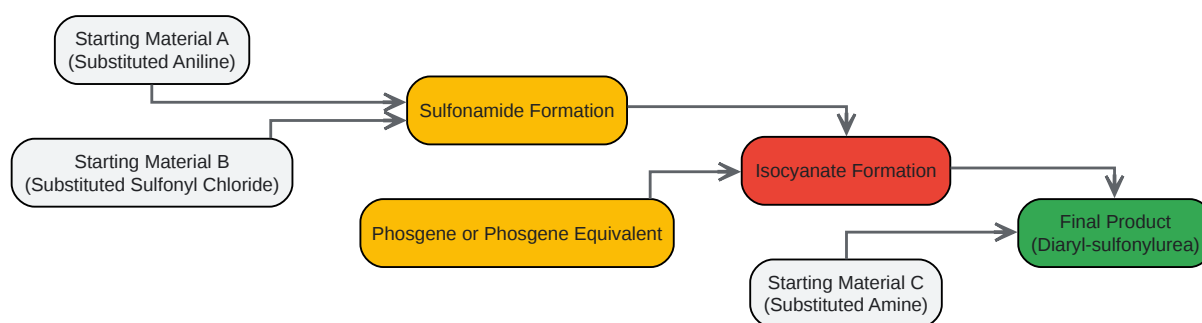 Starting Material A
(Substituted Aniline)
Sulfonamide Formation
Starting Material B
(Substituted Sulfonyl Chloride)
Isocyanate Formation
Phosgene or Phosgene Equivalent
Final Product
(Diaryl-sulfonylurea)
Starting Material C
(Substituted Amine)